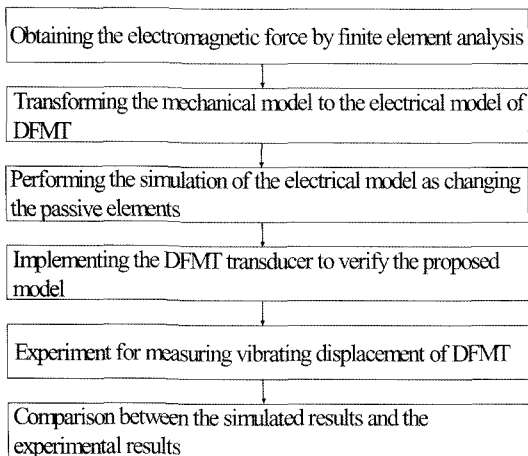 Obtaining the electromagnetic force by finite element analysis
Transforming the mechanical model to the electrical model of
DFMT
Performing the simulation of the electrical model as changing
the passive elements
Implementing the DFMT transducer to verify the proposed
model
Experiment for measuring vibrating displacement of DFMT
Comparison between the simulated results and the
experimental results